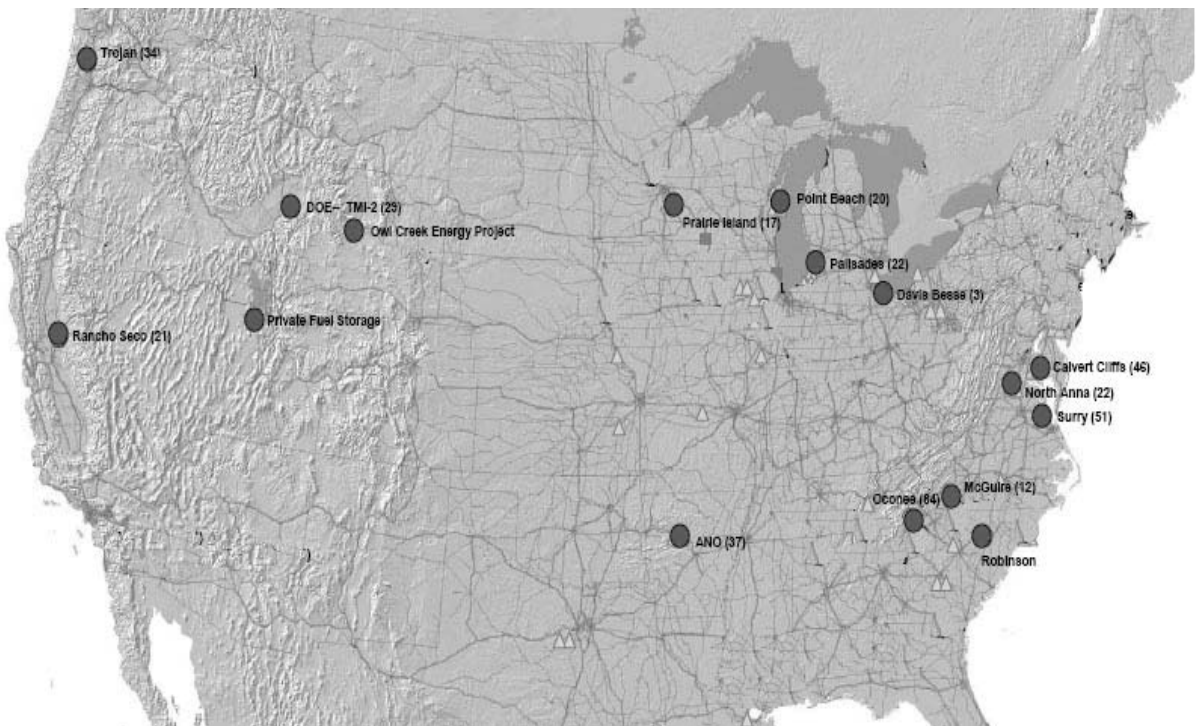 Trojan (34)
DOE-- TMI-2 (29)
Owl Creek Energy Project
Point Beach (20)
Prairie Island (17)
Palisades (22)
Davis Besse (3)
Private Fuel Storage
Rancho Seco (21)
Calvert Cliffs (46)
North Anna (22)
Surry (51)
McGuire (12)
Oconee (84)
ANO (37)
Robinson